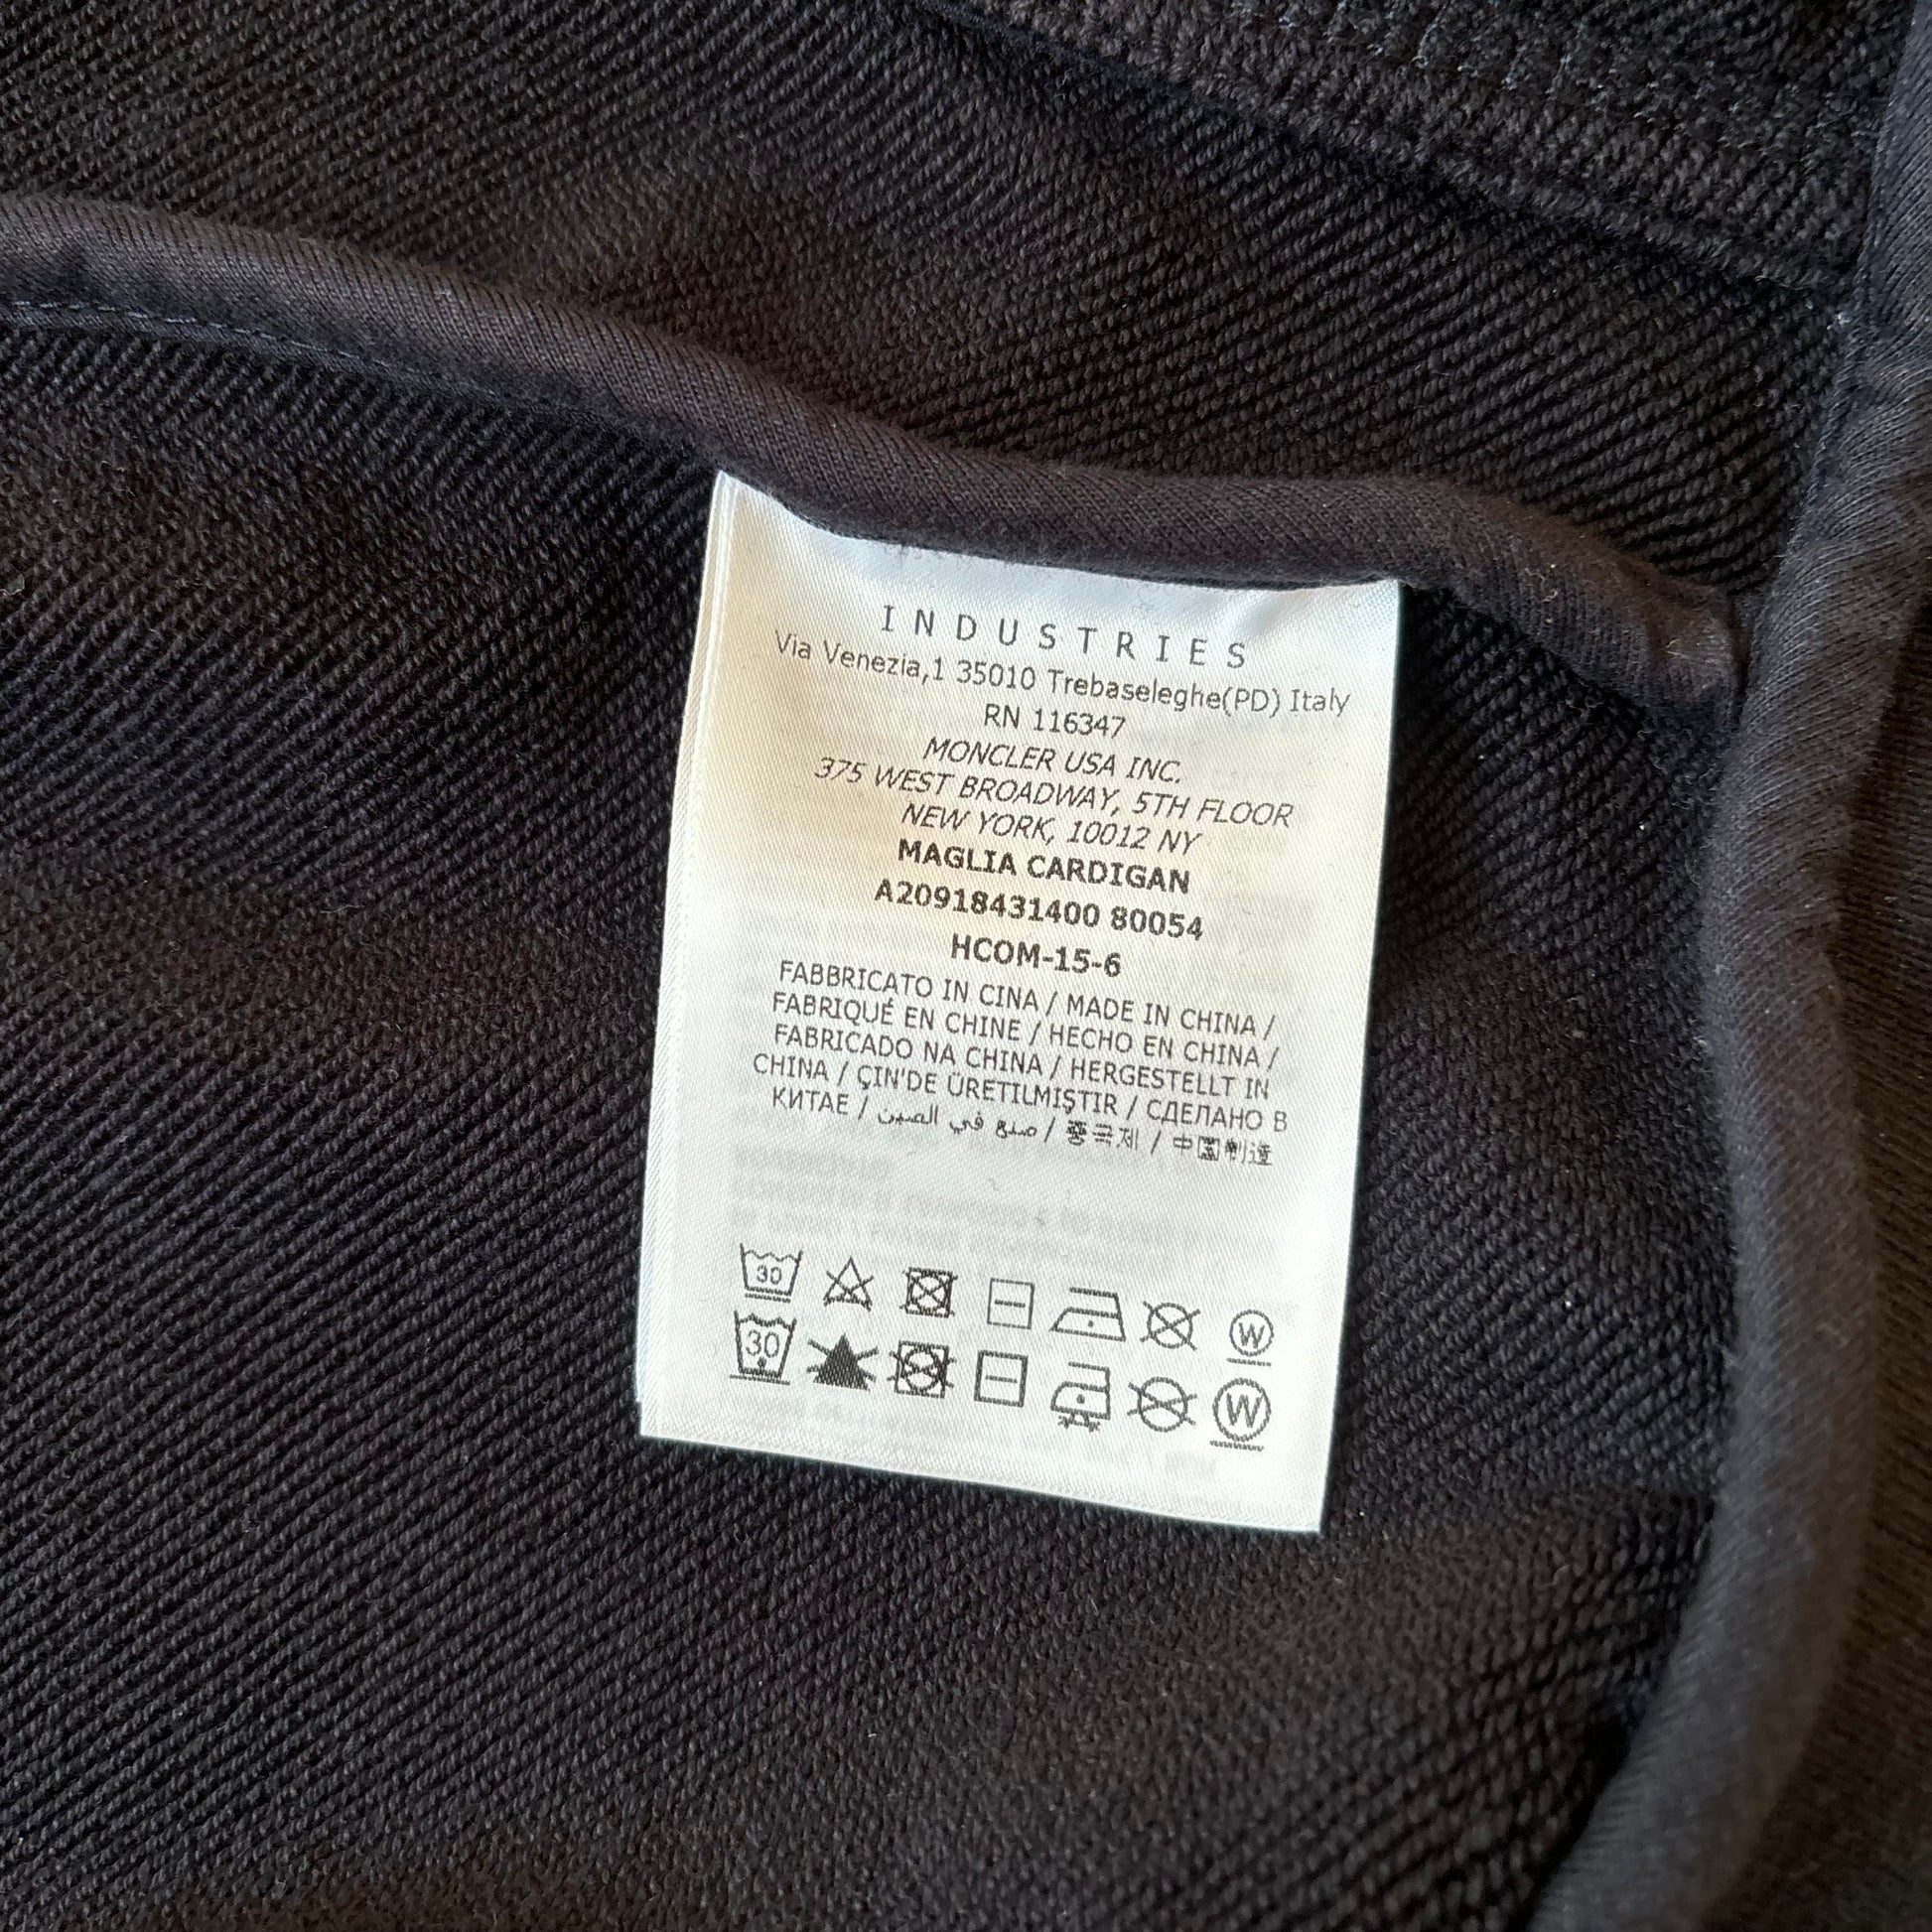 INDUSTRIES
Via Venezia,1 35010 Trebaseleghe(PD) Italy
RN 116347
MONCLER USA INC.
375 WEST BROADWAY, 5TH FLOOR
NEW YORK, 10012 NY
MAGLIA CARDIGAN
A20918431400 80054
HCOM-15-6
FABBRICATO IN CINA / MADE IN CHINA /
FABRIQUÉ EN CHINE / HECHO EN CHINA /
FABRICADO NA CHINA / HERGESTELLT IN
CHINA / ÇIN'DE ÜRETILMIŞTIR / СДЕЛАНО В
КИТАЕ / صنع في الصين / 중국제 / 中国制造
30 W
30 W